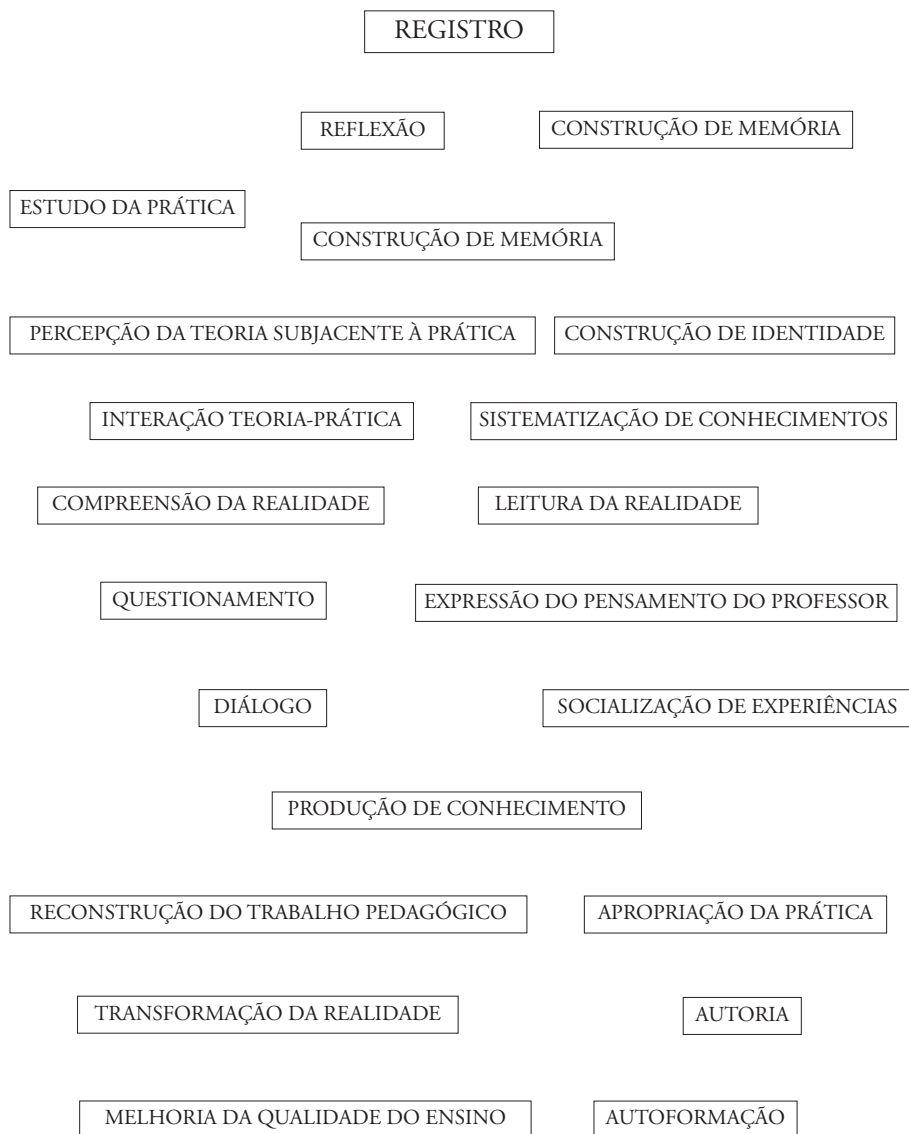 REGISTRO
REFLEXÃO
CONSTRUÇÃO DE MEMÓRIA
ESTUDO DA PRÁTICA
CONSTRUÇÃO DE MEMÓRIA
PERCEPÇÃO DA TEORIA SUBJACENTE À PRÁTICA
CONSTRUÇÃO DE IDENTIDADE
INTERAÇÃO TEORIA-PRÁTICA
SISTEMATIZAÇÃO DE CONHECIMENTOS
COMPREENSÃO DA REALIDADE
LEITURA DA REALIDADE
QUESTIONAMENTO
EXPRESSÃO DO PENSAMENTO DO PROFESSOR
DIÁLOGO
SOCIALIZAÇÃO DE EXPERIÊNCIAS
PRODUÇÃO DE CONHECIMENTO
RECONSTRUÇÃO DO TRABALHO PEDAGÓGICO
APROPRIAÇÃO DA PRÁTICA
TRANSFORMAÇÃO DA REALIDADE
AUTORIA
MELHORIA DA QUALIDADE DO ENSINO
AUTOFORMAÇÃO